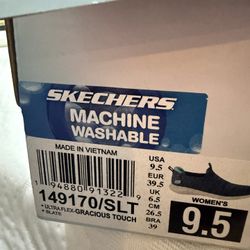 SKECHERS
MACHINE
WASHABLE
MADE IN VIETNAM
149170/SLT
• ULTRA FLEX-GRACIOUS TOUCH
• SLATE
USA
9.5
EUR
39.5
UK
6.5
CM
26.5
BRA
39
WOMEN'S
9.5